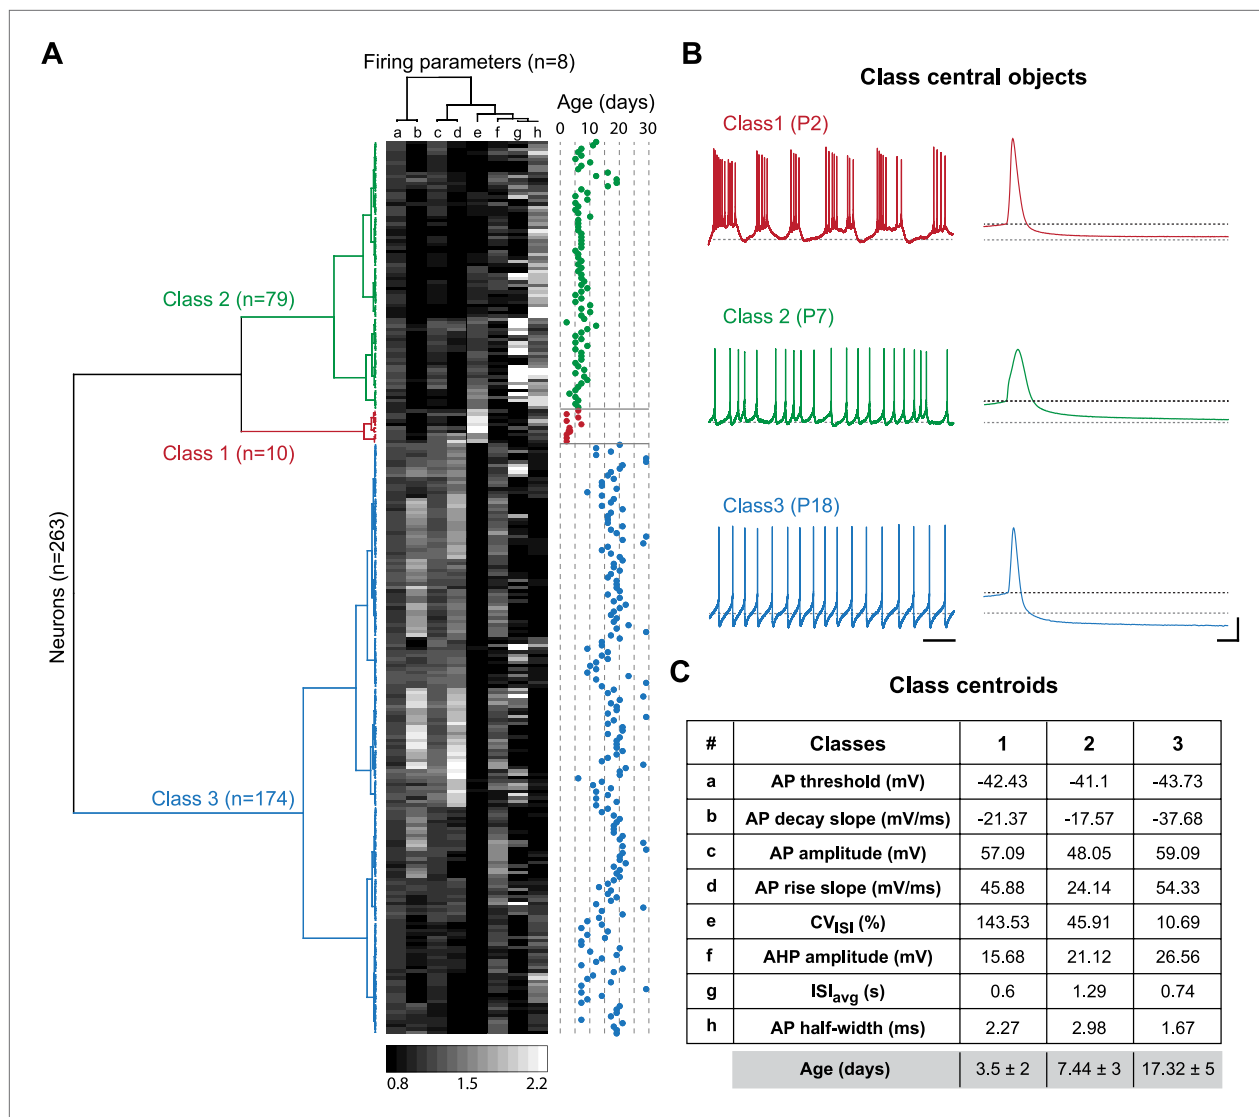 A
Firing parameters (n=8)
Age (days)
a b c d e f g h
0 10 20 30
Class 2 (n=79)
Class 1 (n=10)
Neurons (n=263)
Class 3 (n=174)
0.8 1.5 2.2
B
Class central objects
Class1 (P2)
Class 2 (P7)
Class3 (P18)
C
Class centroids
# Classes 1 2 3
a AP threshold (mV) -42.43 -41.1 -43.73
b AP decay slope (mV/ms) -21.37 -17.57 -37.68
c AP amplitude (mV) 57.09 48.05 59.09
d AP rise slope (mV/ms) 45.88 24.14 54.33
e CVISI (%) 143.53 45.91 10.69
f AHP amplitude (mV) 15.68 21.12 26.56
g ISIavg (s) 0.6 1.29 0.74
h AP half-width (ms) 2.27 2.98 1.67
Age (days) 3.5 ± 2 7.44 ± 3 17.32 ± 5